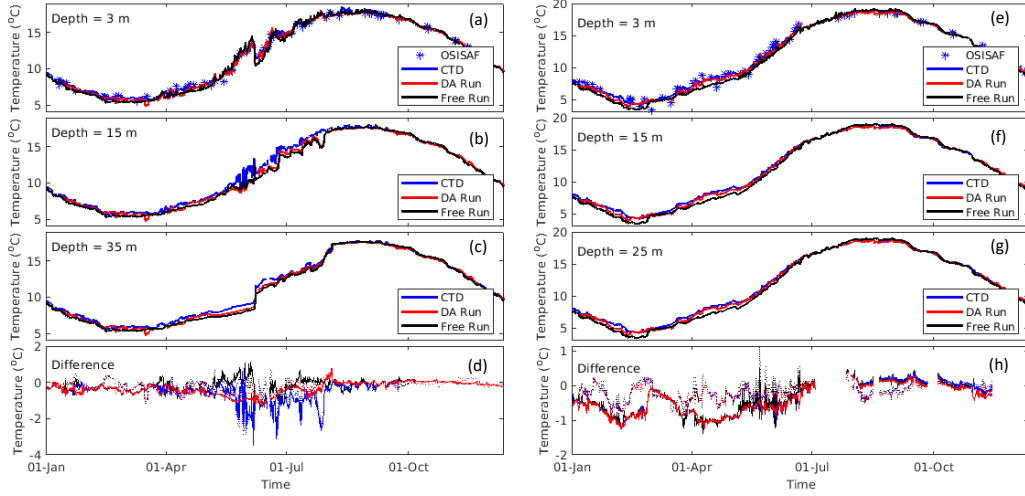 Temperature (°C)
15
10
5
Depth = 3 m
(a)
OSISAF
CTD
DA Run
Free Run
Temperature (°C)
15
10
5
Depth = 15 m
(b)
CTD
DA Run
Free Run
Temperature (°C)
15
10
5
Depth = 35 m
(c)
CTD
DA Run
Free Run
Temperature (°C)
2
0
-2
-4
Difference
(d)
01-Jan
01-Apr
01-Jul
01-Oct
Time
Temperature (°C)
20
15
10
5
Depth = 3 m
(e)
OSISAF
CTD
DA Run
Free Run
Temperature (°C)
20
15
10
5
Depth = 15 m
(f)
CTD
DA Run
Free Run
Temperature (°C)
20
15
10
5
Depth = 25 m
(g)
CTD
DA Run
Free Run
Temperature (°C)
1
0
-1
-2
Difference
(h)
01-Jan
01-Apr
01-Jul
01-Oct
Time